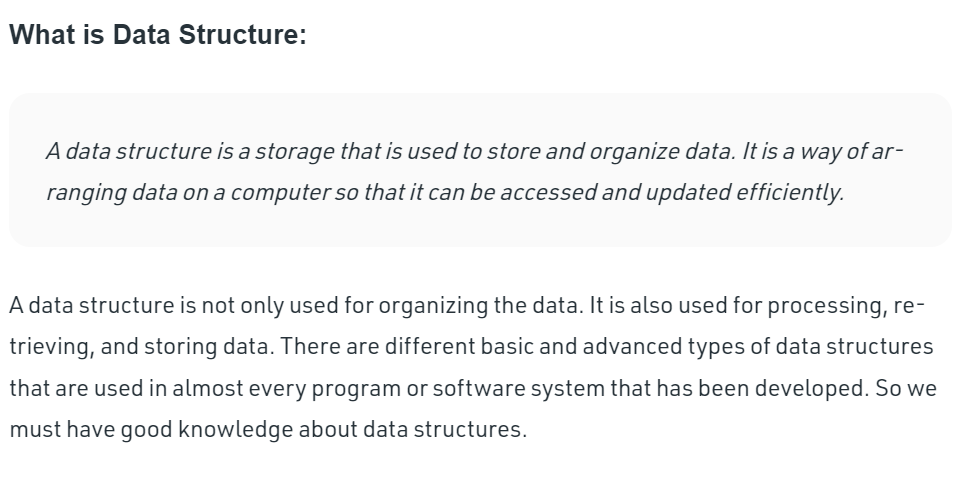 What is Data Structure:
A data structure is a storage that is used to store and organize data. It is a way of ar-
ranging data on a computer so that it can be accessed and updated efficiently.
A data structure is not only used for organizing the data. It is also used for processing, re-
trieving, and storing data. There are different basic and advanced types of data structures
that are used in almost every program or software system that has been developed. So we
must have good knowledge about data structures.